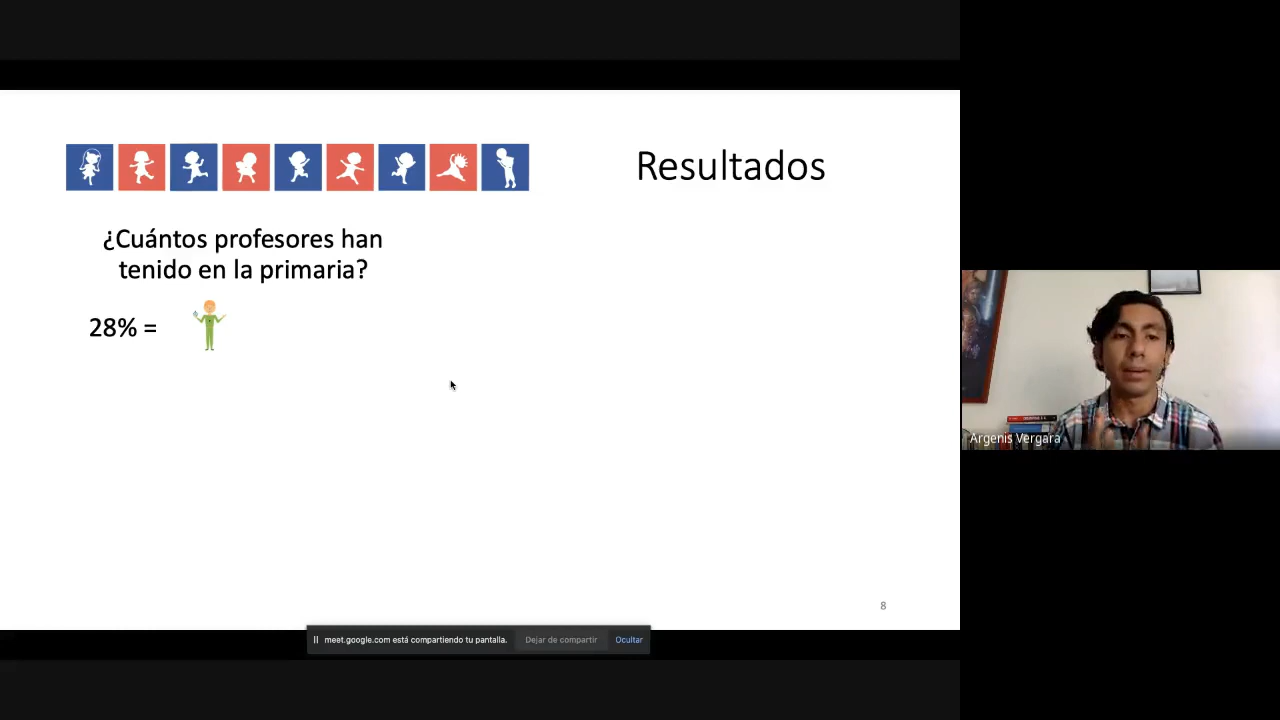 Resultados
¿Cuántos profesores han
tenido en la primaria?
28% =
Argenis Vergara
8
meet.google.com está compartiendo tu pantalla.
Dejar de compartir
Ocultar